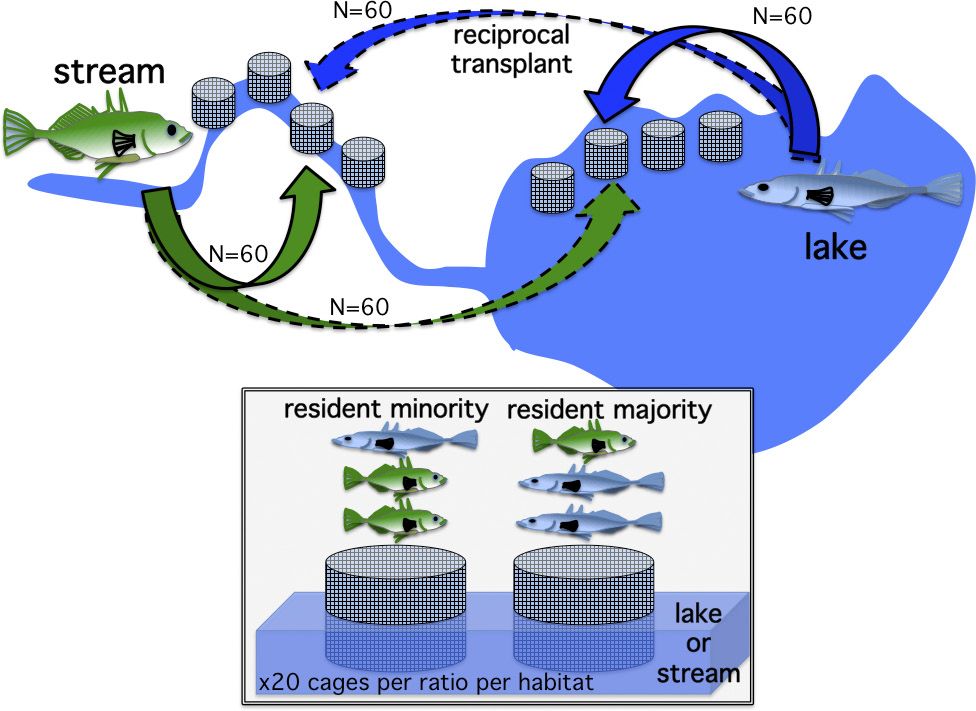 N=60
N=60
reciprocal
transplant
stream
lake
N=60
N=60
resident minority
resident majority
lake
or
stream
x20 cages per ratio per habitat